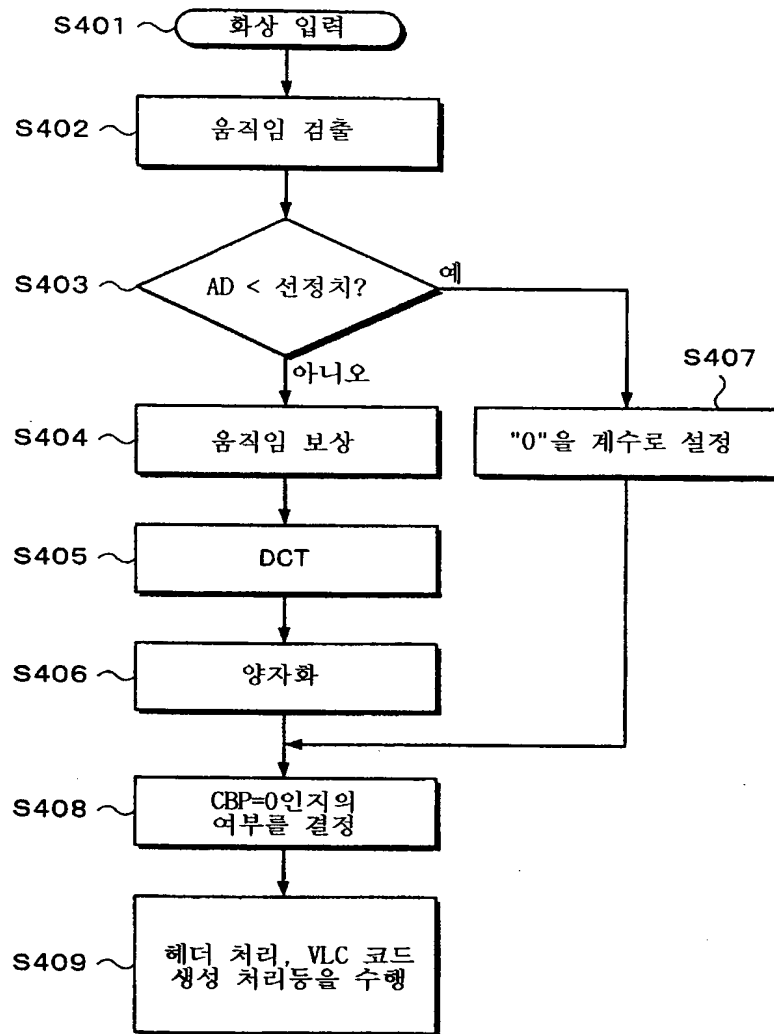 S401
화상 입력
S402
움직임 검출
S403
AD < 선정치?
예
아니오
S404
움직임 보상
S407
"0"을 계수로 설정
S405
DCT
S406
양자화
S408
CBP=0인지의
여부를 결정
S409
헤더 처리, VLC 코드
생성 처리등을 수행